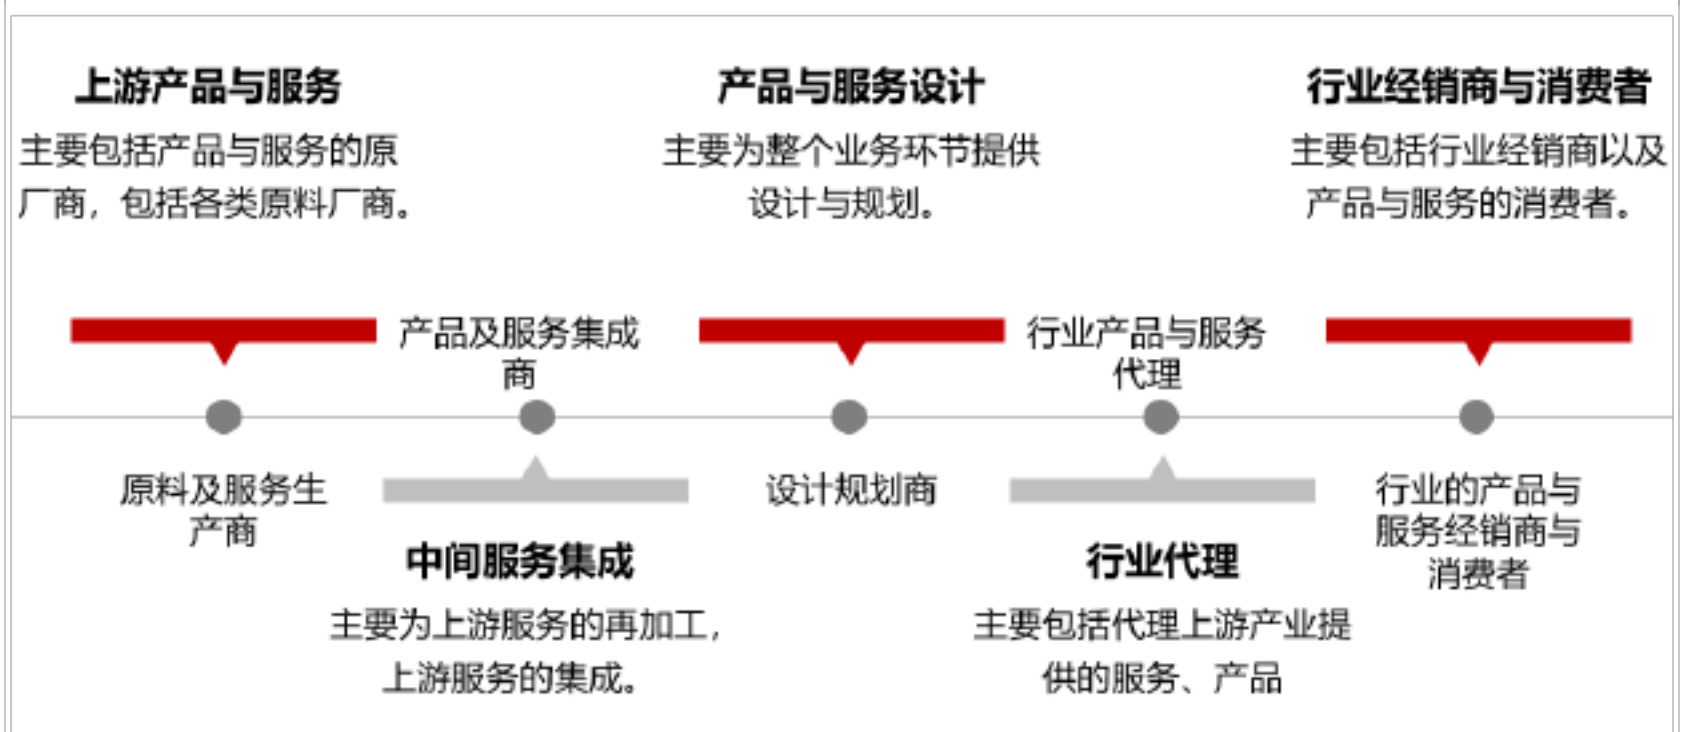 上游产品与服务
主要包括产品与服务的原
厂商，包括各类原料厂商。
产品与服务设计
主要为整个业务环节提供
设计与规划。
行业经销商与消费者
主要包括行业经销商以及
产品与服务的消费者。
产品及服务集成
商
行业产品与服务
代理
原料及服务生
产商
设计规划商
行业的产品与
服务经销商与
消费者
中间服务集成
主要为上游服务的再加工，
上游服务的集成。
行业代理
主要包括代理上游产业提
供的服务、产品